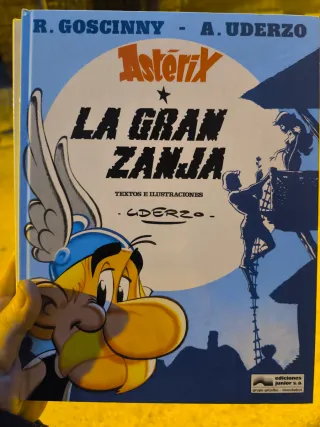 R. GOSCINNY - A. UDERZO
Astérix
LA GRAN
ZANJA
TEXTOS E ILUSTRACIONES
UDERZO
ediciones
junior s.a.